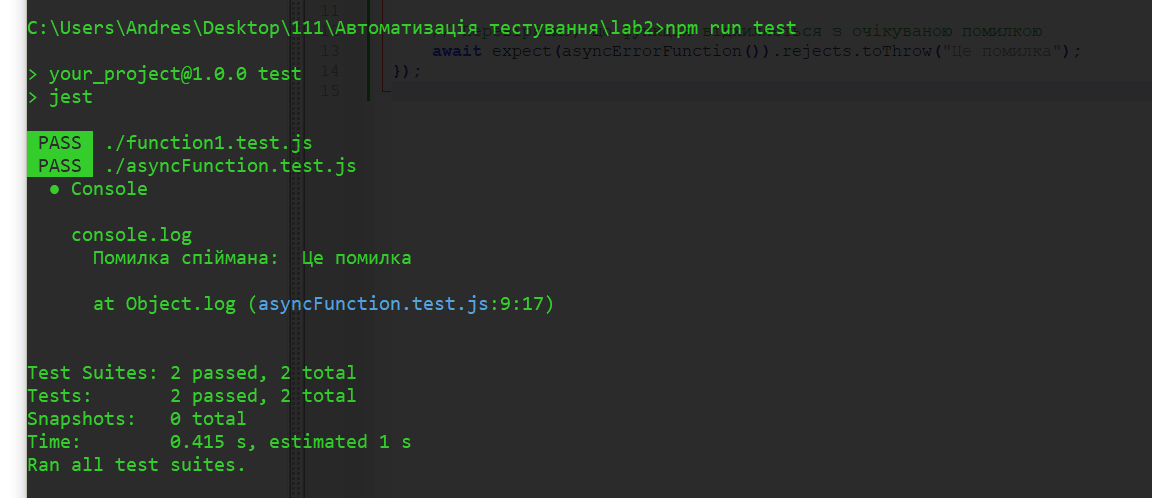 11
C:\Users\Andres\Desktop\111\Автоматизація тестування\lab2>npm run test
з очікуваною помилкою
13 await expect(asyncErrorFunction()).rejects.toThrow("Це помилка");
> your_project@1.0.0 test
14 });
> jest
15
PASS ./function1.test.js
PASS ./asyncFunction.test.js
● Console
console.log
Помилка спіймана: Це помилка
at Object.log (asyncFunction.test.js:9:17)
Test Suites: 2 passed, 2 total
Tests: 2 passed, 2 total
Snapshots: 0 total
Time: 0.415 s, estimated 1 s
Ran all test suites.